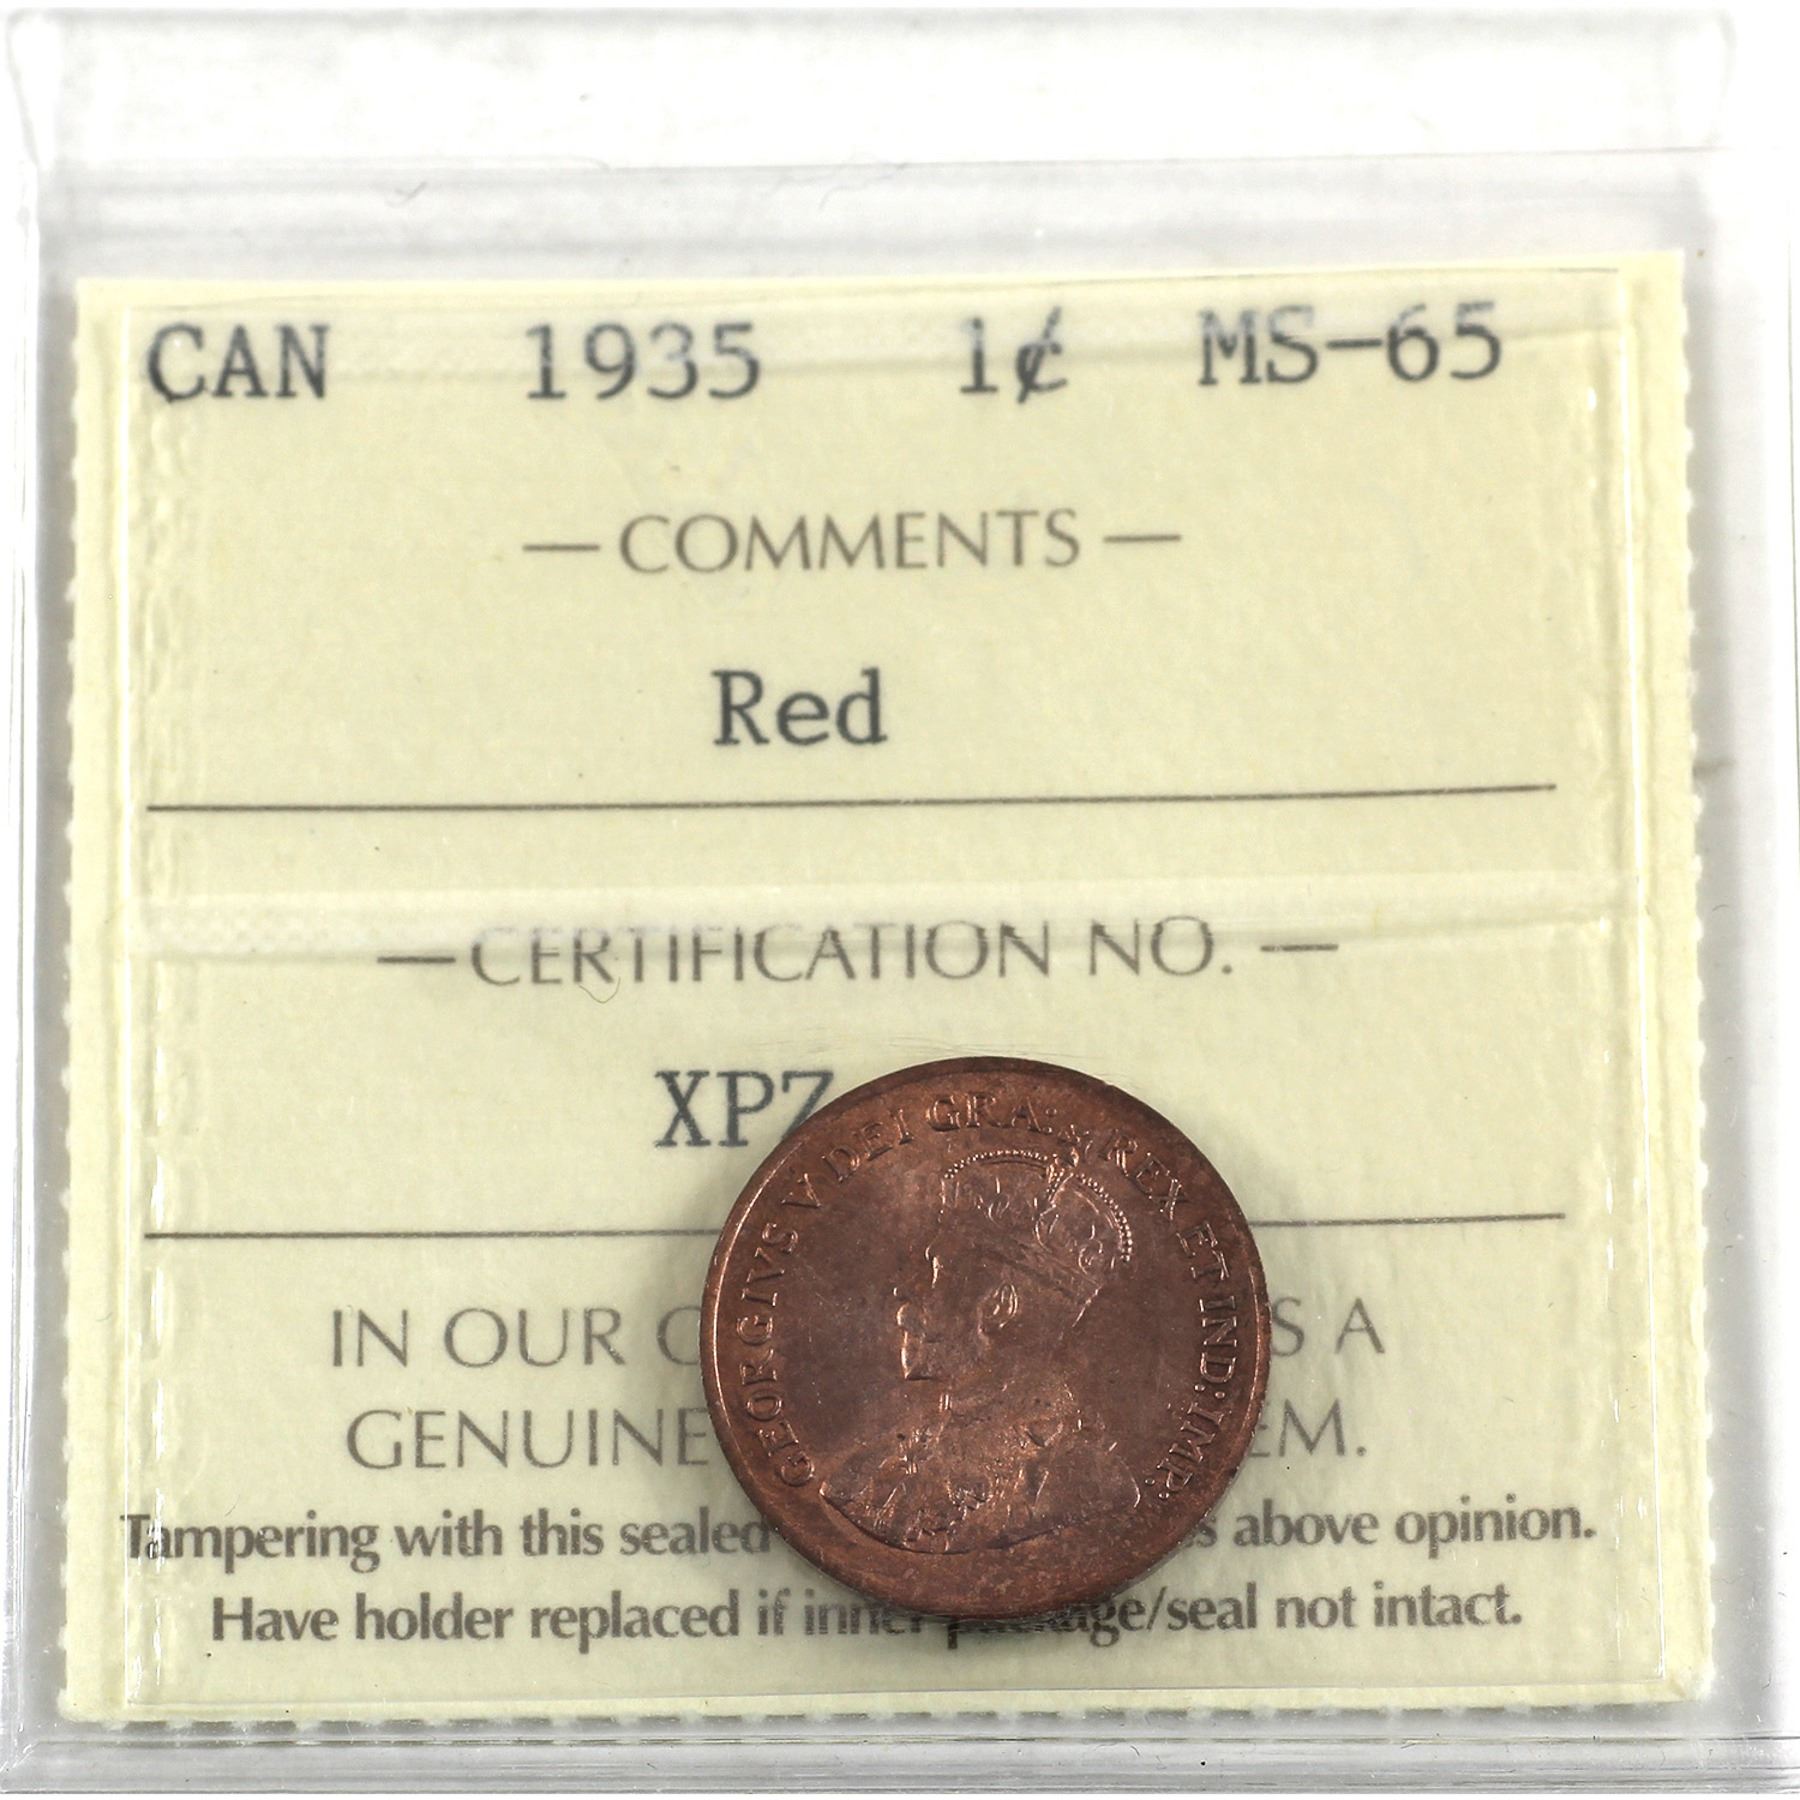 CAN 1935 1¢ MS-65
— COMMENTS —
Red
— CERTIFICATION NO. —
XPZ
IN OUR S A
GENUINE EM.
Tampering with this sealed above opinion.
Have holder replaced if inner package/seal not intact.
GEORGIVS V DEI GRA: REX ET IND: IMP: